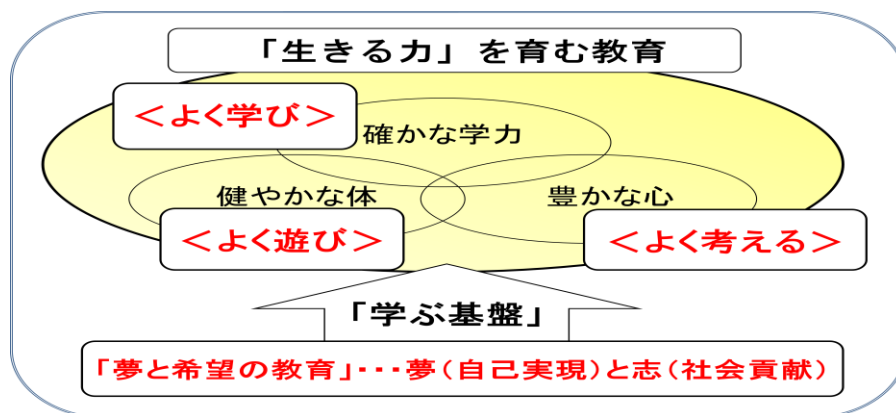 「生きる力」を育む教育
＜よく学び＞
確かな学力
健やかな体
豊かな心
＜よく遊び＞
＜よく考える＞
「学ぶ基盤」
「夢と希望の教育」･･･夢（自己実現）と志（社会貢献）